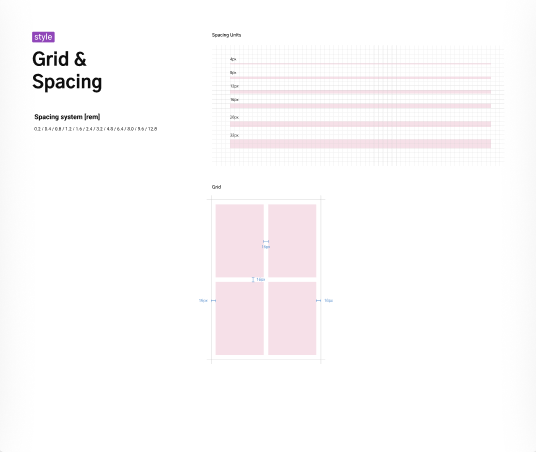 style
Grid &
Spacing
Spacing system [rem]
0.2 / 0.4 / 0.8 / 1.2 / 1.6 / 2.4 / 3.2 / 4.8 / 6.4 / 8.0 / 9.6 / 12.8
Spacing Units
4px
8px
12px
16px
24px
32px
Grid
16px
16px
16px
16px